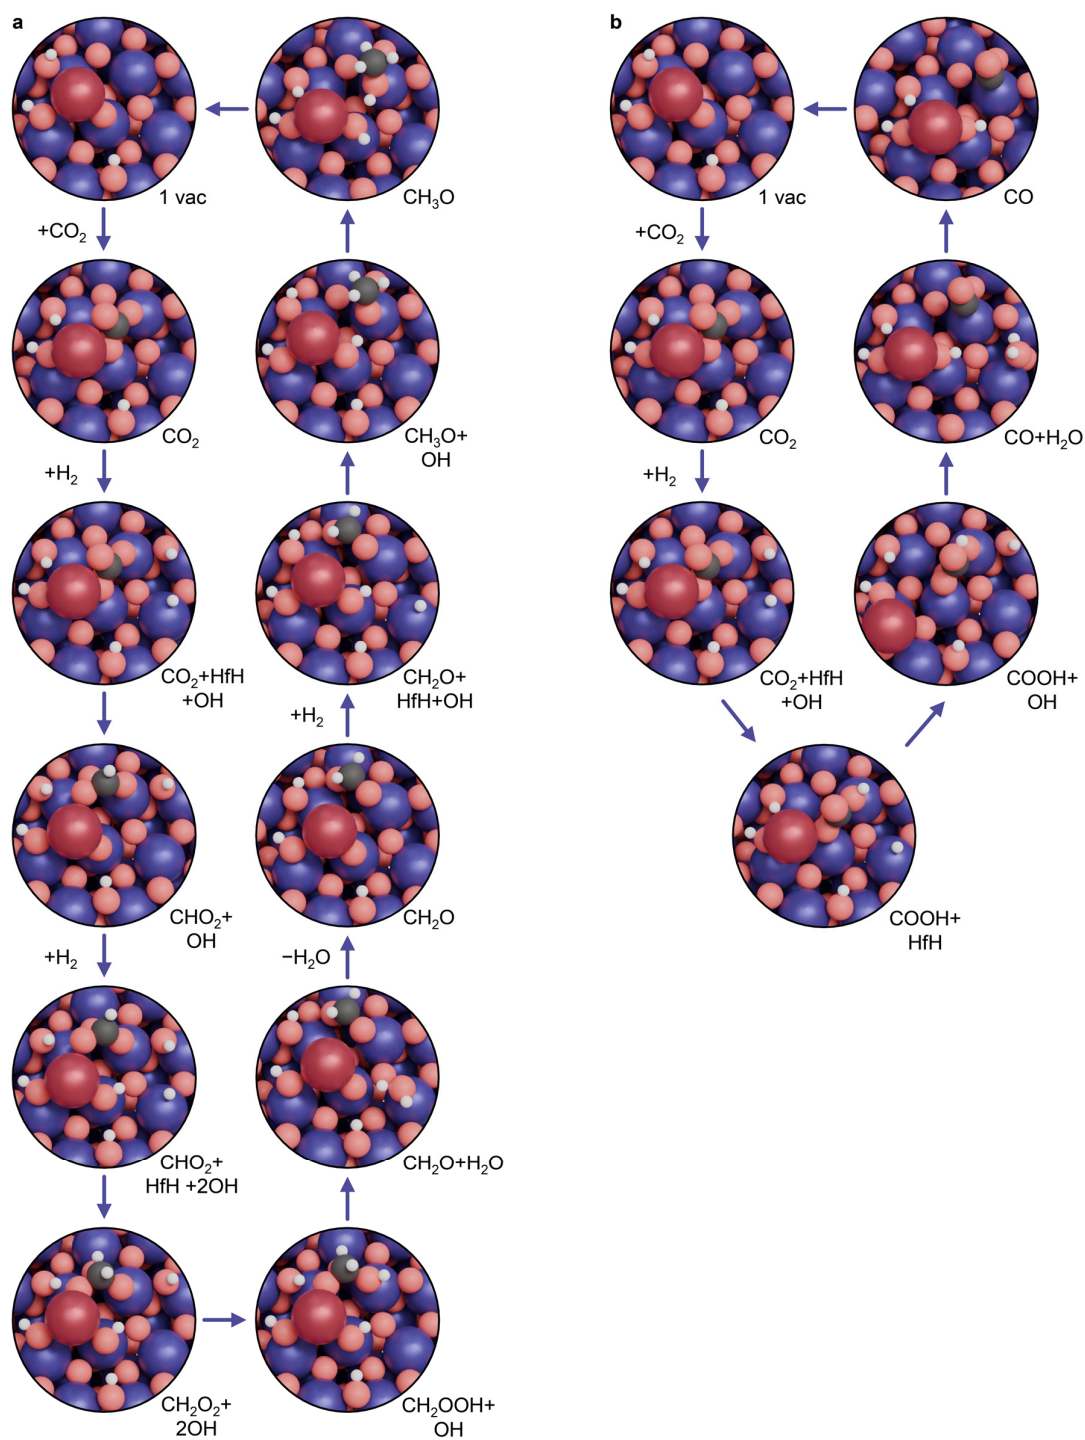 a
1 vac
+CO₂
CO₂
+H₂
CO₂+HfH
+OH
CHO₂+
OH
+H₂
CHO₂+
HfH +2OH
CH₂O₂+
2OH
CH₂OOH+
OH
CH₂O+H₂O
−H₂O
CH₂O
+H₂
CH₂O+
HfH+OH
CH₃O+
OH
CH₃O
b
1 vac
+CO₂
CO₂
+H₂
CO₂+HfH
+OH
COOH+
HfH
COOH+
OH
CO+H₂O
CO